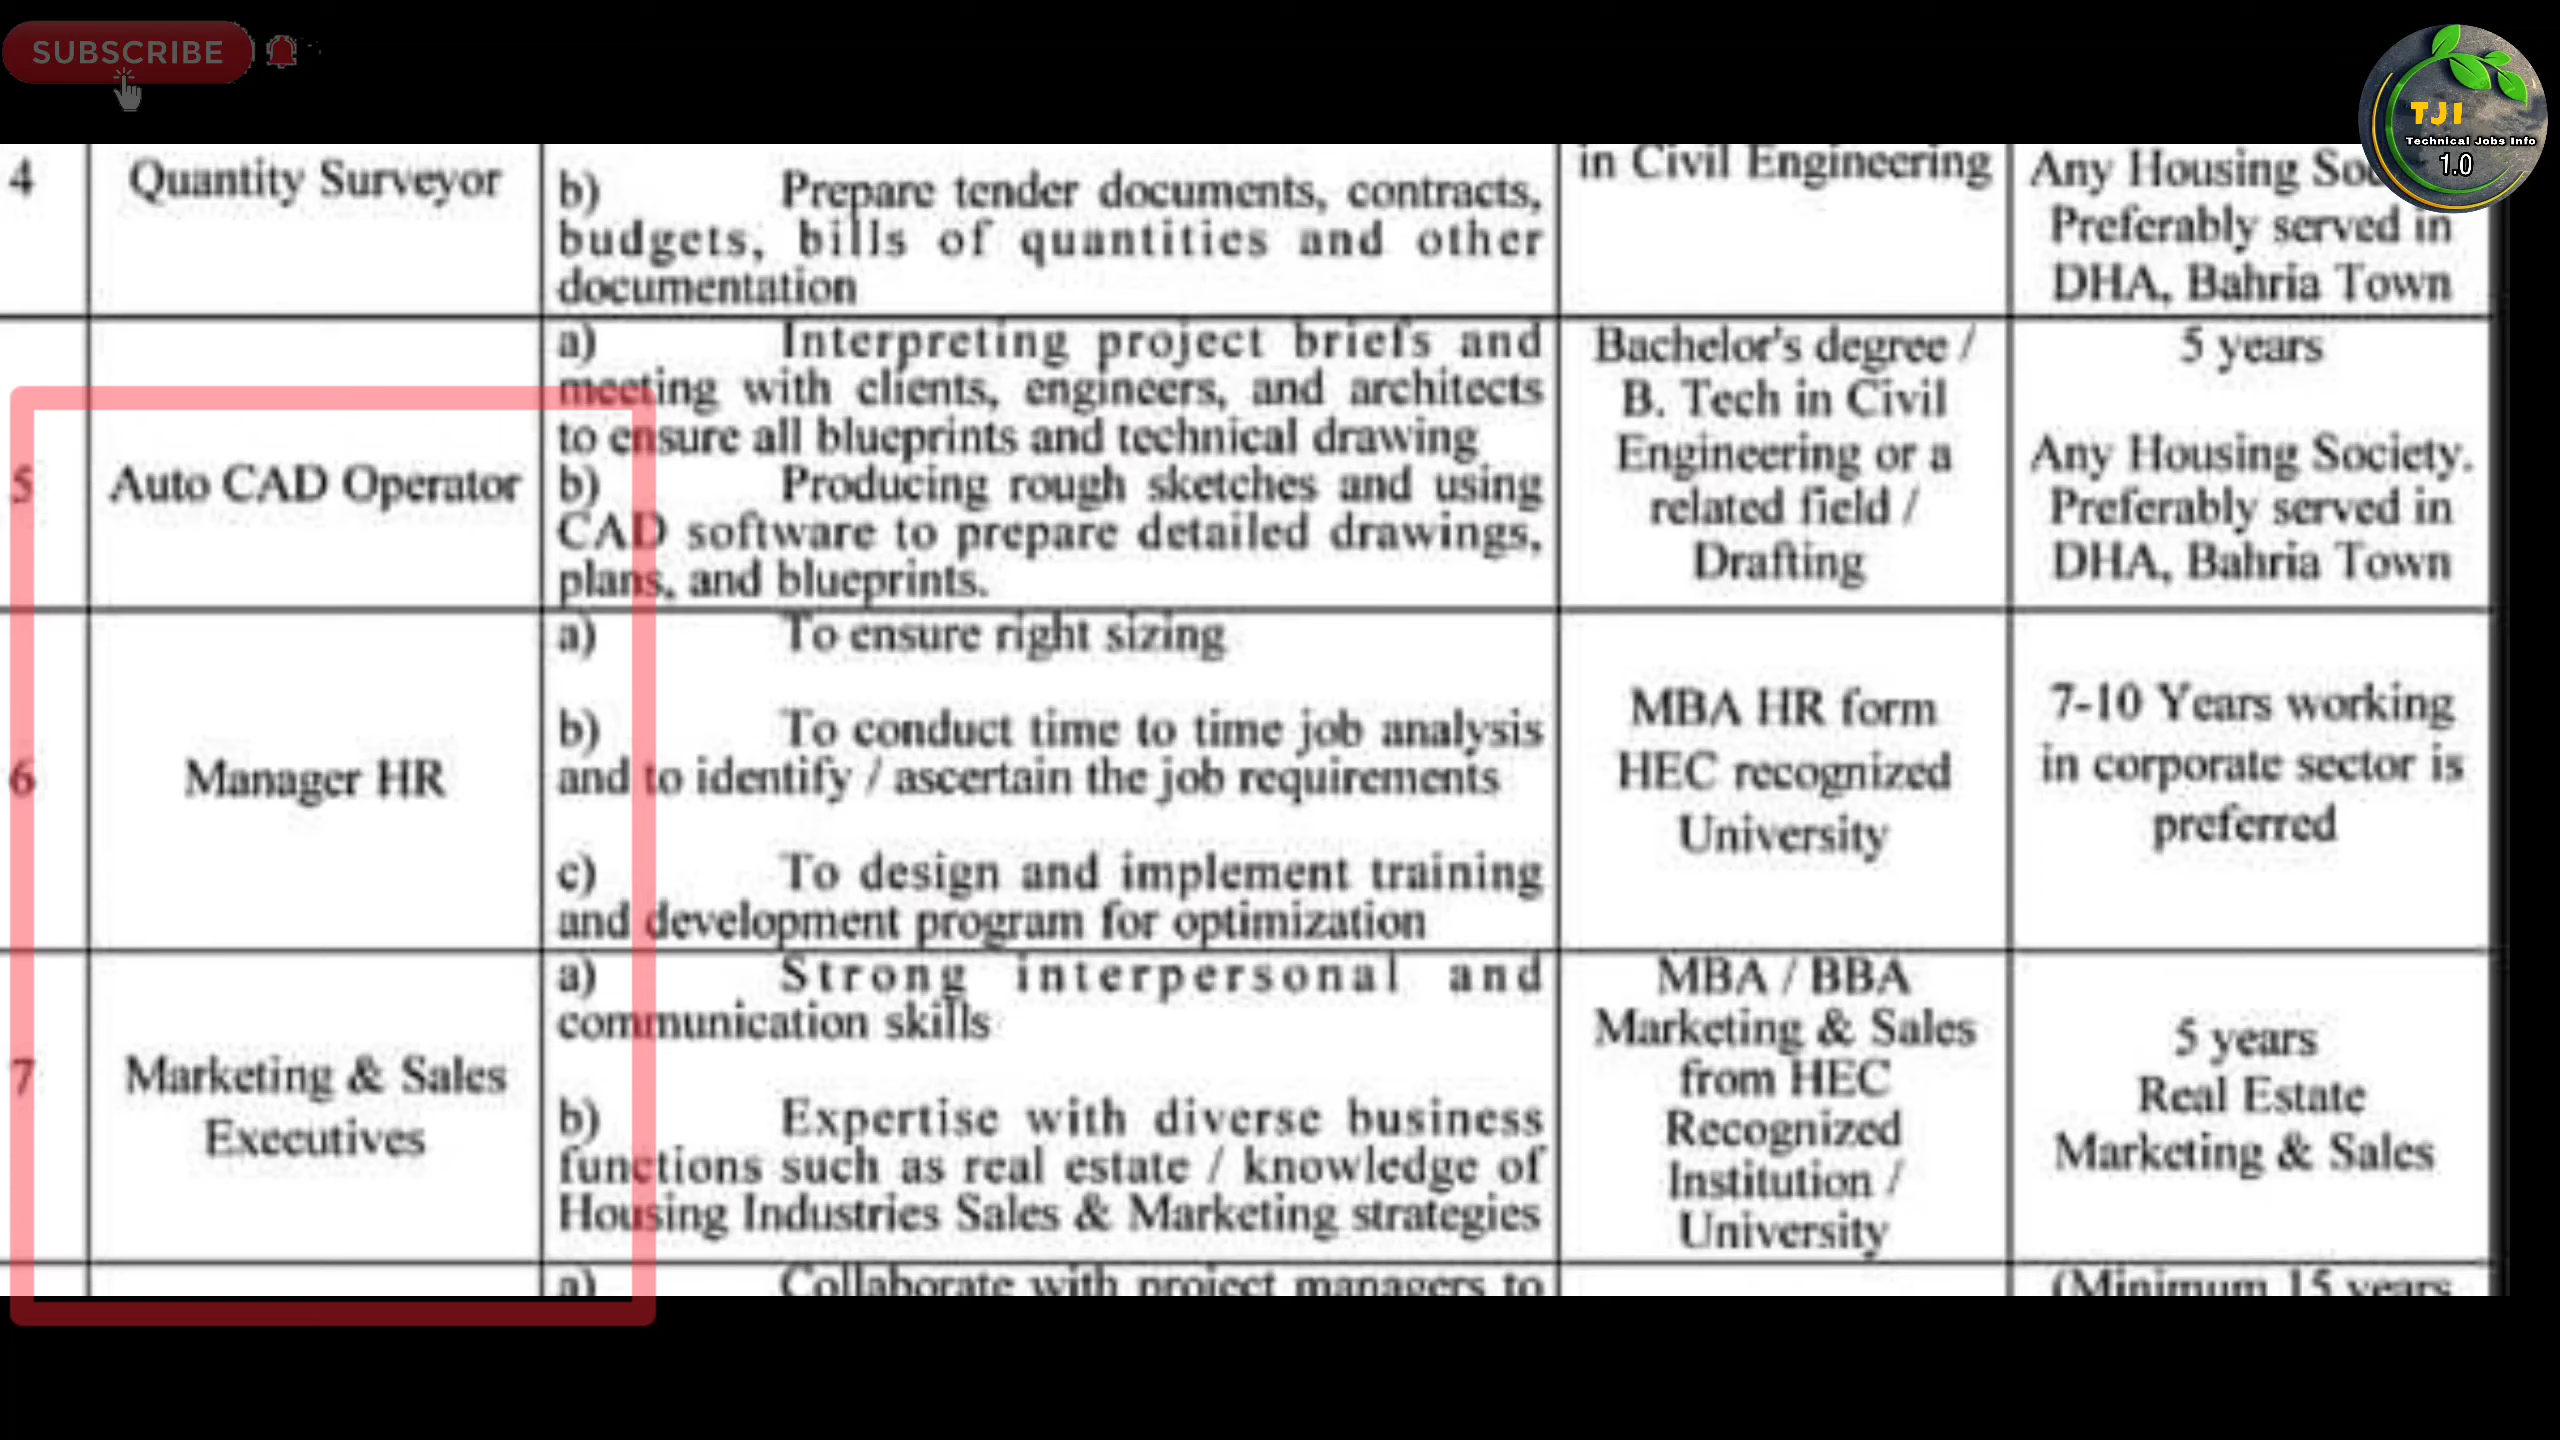 SUBSCRIBE
TJI
Technical Jobs Info
1.0
4
Quantity Surveyor
b) Prepare tender documents, contracts,
budgets, bills of quantities and other
documentation
in Civil Engineering
Any Housing
Preferably served in
DHA, Bahria Town
5
Auto CAD Operator
a) Interpreting project briefs and
meeting with clients, engineers, and architects
to ensure all blueprints and technical drawing
b) Producing rough sketches and using
CAD software to prepare detailed drawings,
plans, and blueprints.
Bachelor's degree /
B. Tech in Civil
Engineering or a
related field /
Drafting
5 years
Any Housing Society.
Preferably served in
DHA, Bahria Town
6
Manager HR
a) To ensure right sizing
b) To conduct time to time job analysis
and to identify / ascertain the job requirements
c) To design and implement training
and development program for optimization
MBA HR form
HEC recognized
University
7-10 Years working
in corporate sector is
preferred
7
Marketing & Sales
Executives
a) Strong interpersonal and
communication skills
b) Expertise with diverse business
functions such as real estate / knowledge of
Housing Industries Sales & Marketing strategies
MBA / BBA
Marketing & Sales
from HEC
Recognized
Institution /
University
5 years
Real Estate
Marketing & Sales
a) Collaborate with project managers to
(Minimum 15 years